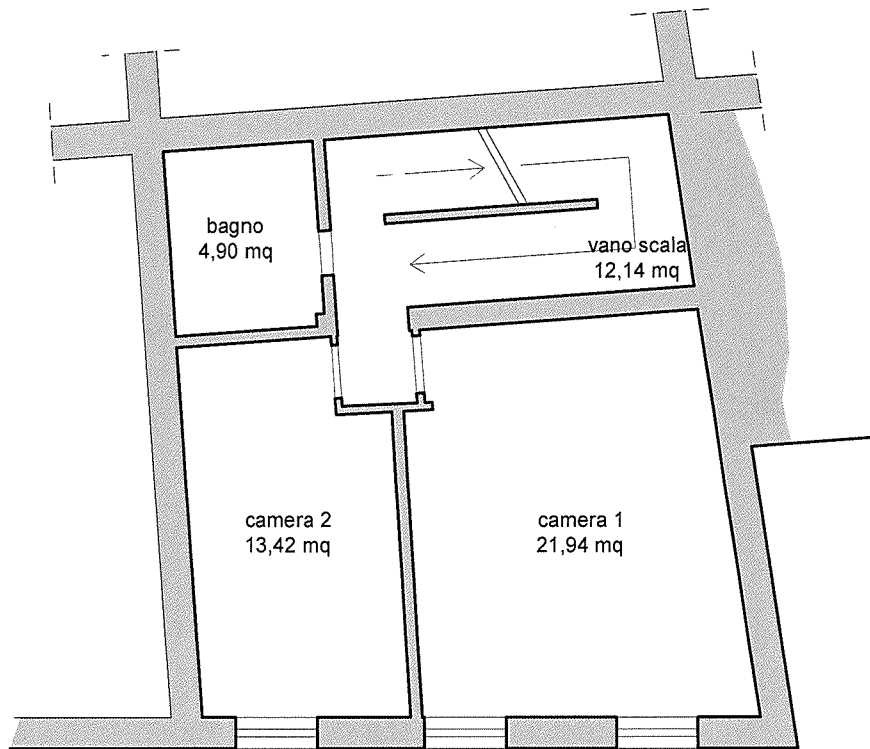 bagno
4,90 mq
vano scala
12,14 mq
camera 2
13,42 mq
camera 1
21,94 mq